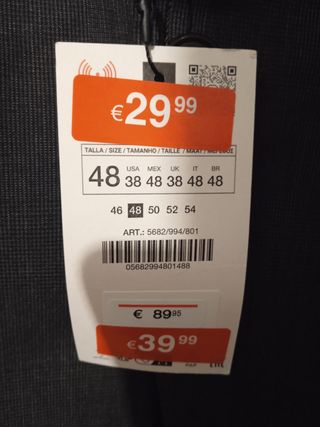 €29 99
TALLA / SIZE / TAMANHO / TAILLE / MAAT / ΜΕΓΕΘΟΣ
48 USA MEX UK IT BR
38 48 38 48 48
46 48 50 52 54
ART.: 5682/994/801
05682994801488
€ 89 95
€39 99